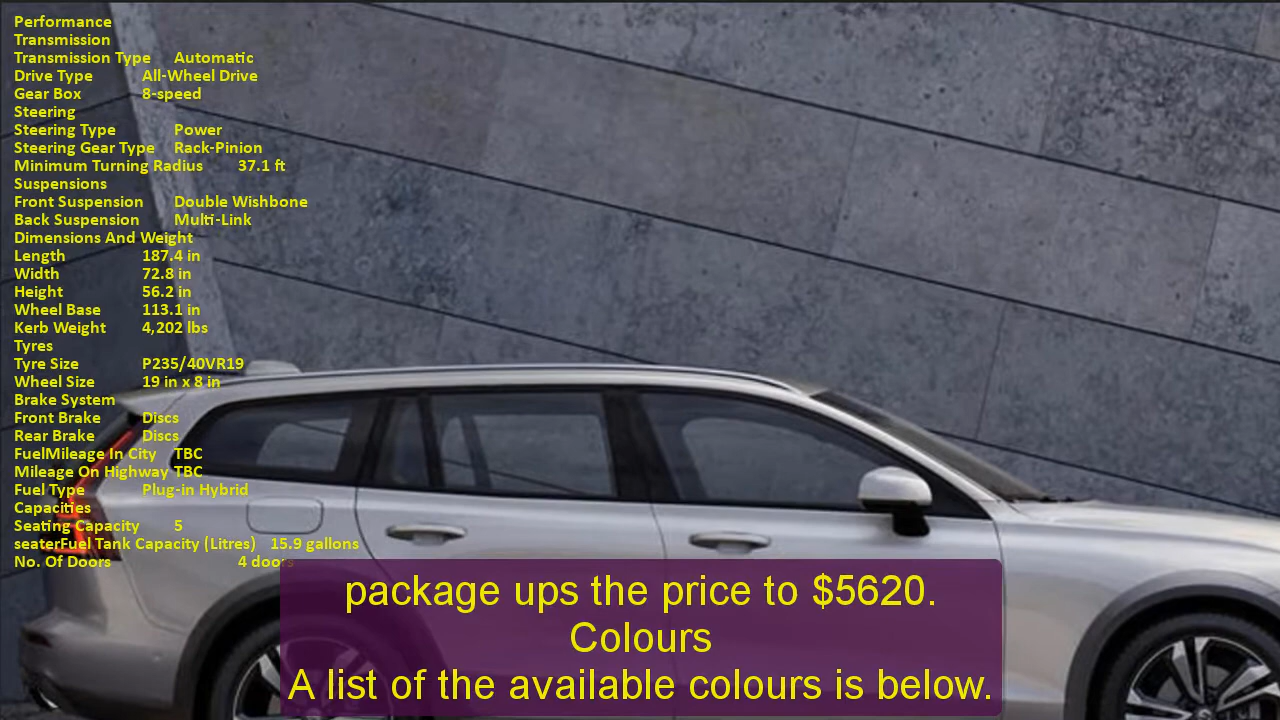 Performance
Transmission
Transmission Type Automatic
Drive Type All-Wheel Drive
Gear Box 8-speed
Steering
Steering Type Power
Steering Gear Type Rack-Pinion
Minimum Turning Radius 37.1 ft
Suspensions
Front Suspension Double Wishbone
Back Suspension Multi-Link
Dimensions And Weight
Length 187.4 in
Width 72.8 in
Height 56.2 in
Wheel Base 113.1 in
Kerb Weight 4,202 lbs
Tyres
Tyre Size P235/40VR19
Wheel Size 19 in x 8 in
Brake System
Front Brake Discs
Rear Brake Discs
FuelMileage In City TBC
Mileage On Highway TBC
Fuel Type Plug-in Hybrid
Capacities
Seating Capacity 5
seaterFuel Tank Capacity (Litres) 15.9 gallons
No. Of Doors 4 doors
package ups the price to $5620.
Colours
A list of the available colours is below.